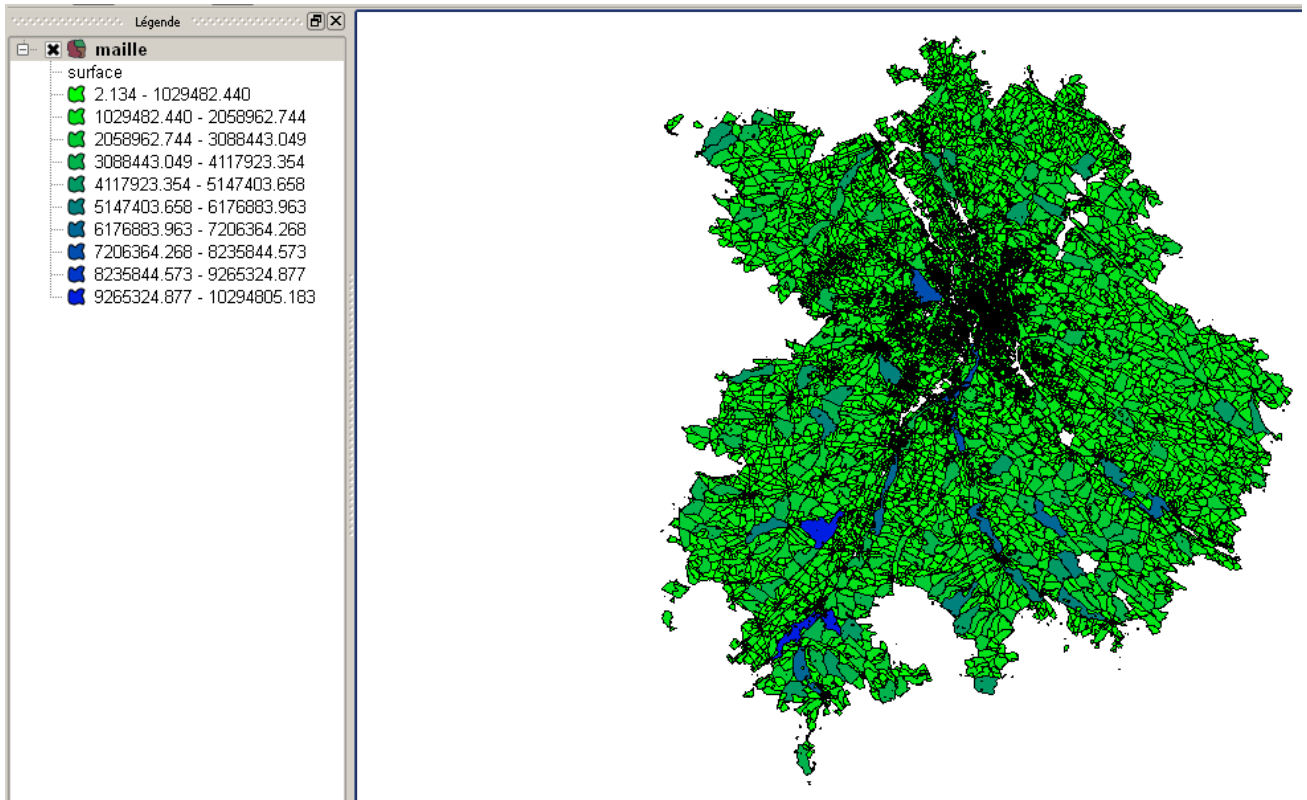 Légende
maille
surface
2.134 - 1029482.440
1029482.440 - 2058962.744
2058962.744 - 3088443.049
3088443.049 - 4117923.354
4117923.354 - 5147403.658
5147403.658 - 6176883.963
6176883.963 - 7206364.268
7206364.268 - 8235844.573
8235844.573 - 9265324.877
9265324.877 - 10294805.183